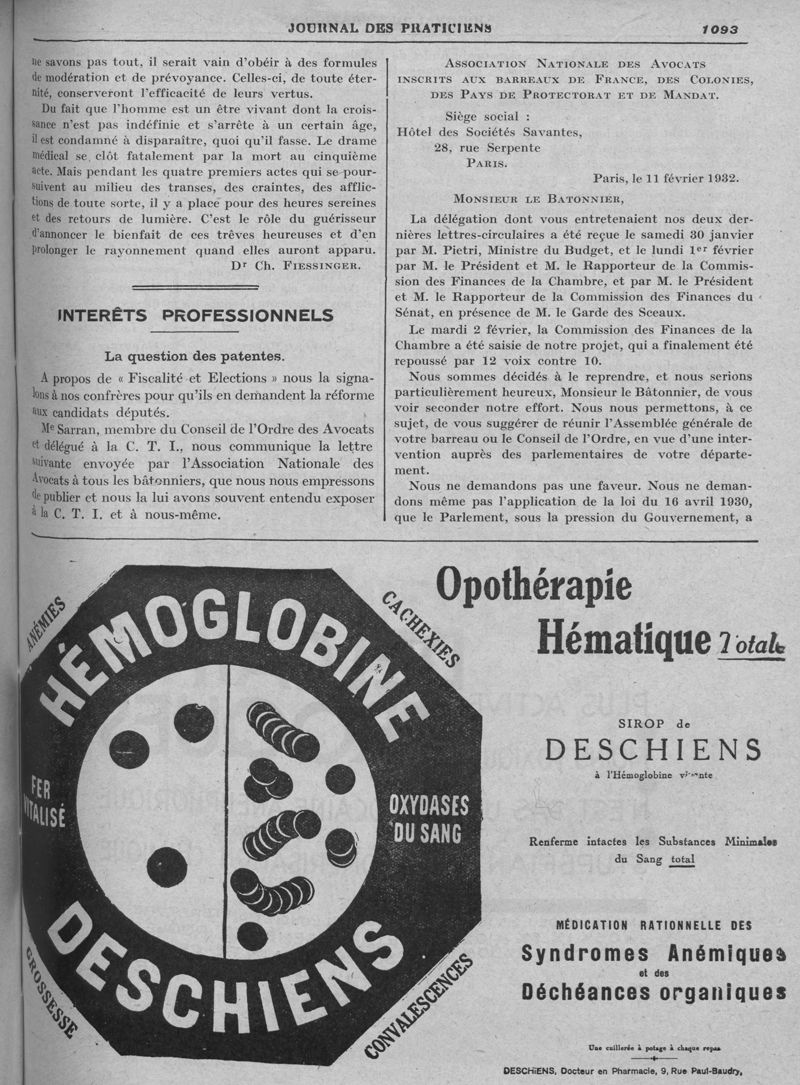 JOURNAL DES PRATICIENS
1093
ne savons pas tout, il serait vain d'obéir à des formules
de modération et de prévoyance. Celles-ci, de toute éter-
nité, conserveront l'efficacité de leurs vertus.
Du fait que l'homme est un être vivant dont la crois-
sance n'est pas indéfinie et s'arrête à un certain âge,
il est condamné à disparaître, quoi qu'il fasse. Le drame
médical se clôt fatalement par la mort au cinquième
acte. Mais pendant les quatre premiers actes qui se pour-
suivent au milieu des transes, des craintes, des afflic-
tions de toute sorte, il y a place pour des heures sereines
et des retours de lumière. C'est le rôle du guérisseur
d'annoncer le bienfait de ces trêves heureuses et d'en
prolonger le rayonnement quand elles auront apparu.
Dr Ch. Fiessinger.
INTERÊTS PROFESSIONNELS
La question des patentes.
A propos de « Fiscalité et Elections » nous la signa-
lons à nos confrères pour qu'ils en demandent la réforme
aux candidats députés.
Me Sarran, membre du Conseil de l'Ordre des Avocats
et délégué à la C. T. I., nous communique la lettre
suivante envoyée par l'Association Nationale des
Avocats à tous les bâtonniers, que nous nous empressons
de publier et nous la lui avons souvent entendu exposer
à la C. T. I. et à nous-même.
Association Nationale des Avocats
inscrits aux barreaux de France, des Colonies,
des Pays de Protectorat et de Mandat.
Siège social :
Hôtel des Sociétés Savantes,
28, rue Serpente
Paris.
Paris, le 11 février 1932.
Monsieur le Batonnier,
La délégation dont vous entretenaient nos deux der-
nières lettres-circulaires a été reçue le samedi 30 janvier
par M. Pietri, Ministre du Budget, et le lundi 1er février
par M. le Président et M. le Rapporteur de la Commis-
sion des Finances de la Chambre, et par M. le Président
et M. le Rapporteur de la Commission des Finances du
Sénat, en présence de M. le Garde des Sceaux.
Le mardi 2 février, la Commission des Finances de la
Chambre a été saisie de notre projet, qui a finalement été
repoussé par 12 voix contre 10.
Nous sommes décidés à le reprendre, et nous serions
particulièrement heureux, Monsieur le Bâtonnier, de vous
voir seconder notre effort. Nous nous permettons, à ce
sujet, de vous suggérer de réunir l'Assemblée générale de
votre barreau ou le Conseil de l'Ordre, en vue d'une inter-
vention auprès des parlementaires de votre départe-
ment.
Nous ne demandons pas une faveur. Nous ne deman-
dons même pas l'application de la loi du 16 avril 1930,
que le Parlement, sous la pression du Gouvernement, a
ANÉMIES
CACHEXIES
HÉMOGLOBINE
FER
VITALISÉ
OXYDASES
DU SANG
DESCHIENS
GROSSESSE
CONVALESCENCES
Opothérapie
Hématique Totale
SIROP de
DESCHIENS
à l'Hémoglobine vivante
Renferme intactes les Substances Minimales
du Sang total
MÉDICATION RATIONNELLE DES
Syndromes Anémiques
et des
Déchéances organiques
Une cuillerée à potage à chaque repas
DESCHIENS, Docteur en Pharmacie, 9, Rue Paul-Baudry,